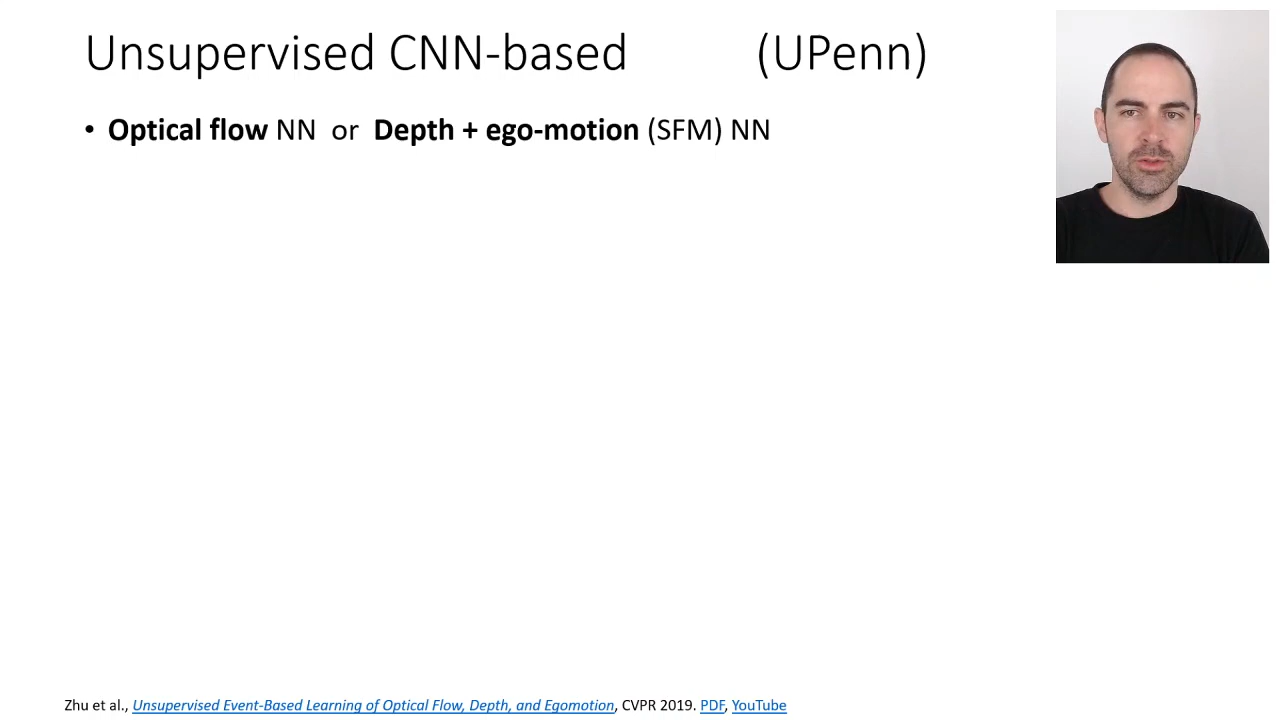 Unsupervised CNN-based (UPenn)
• Optical flow NN or Depth + ego-motion (SFM) NN
Zhu et al., Unsupervised Event-Based Learning of Optical Flow, Depth, and Egomotion, CVPR 2019. PDF, YouTube